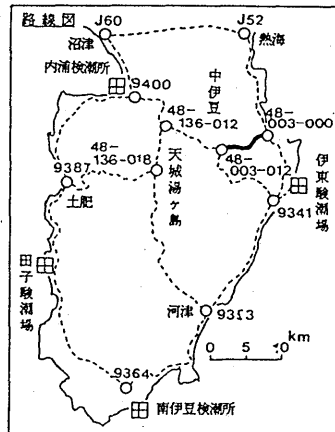 路線図
J60
J52
沼津
熱海
内浦検潮所
9400
中伊豆
48-136-012
48-003-000
48-136-018
48-003-012
9387
天城湯ヶ島
伊東験潮場
土肥
9341
田子験潮場
河津
9353
0 5 10 km
9364
南伊豆検潮所